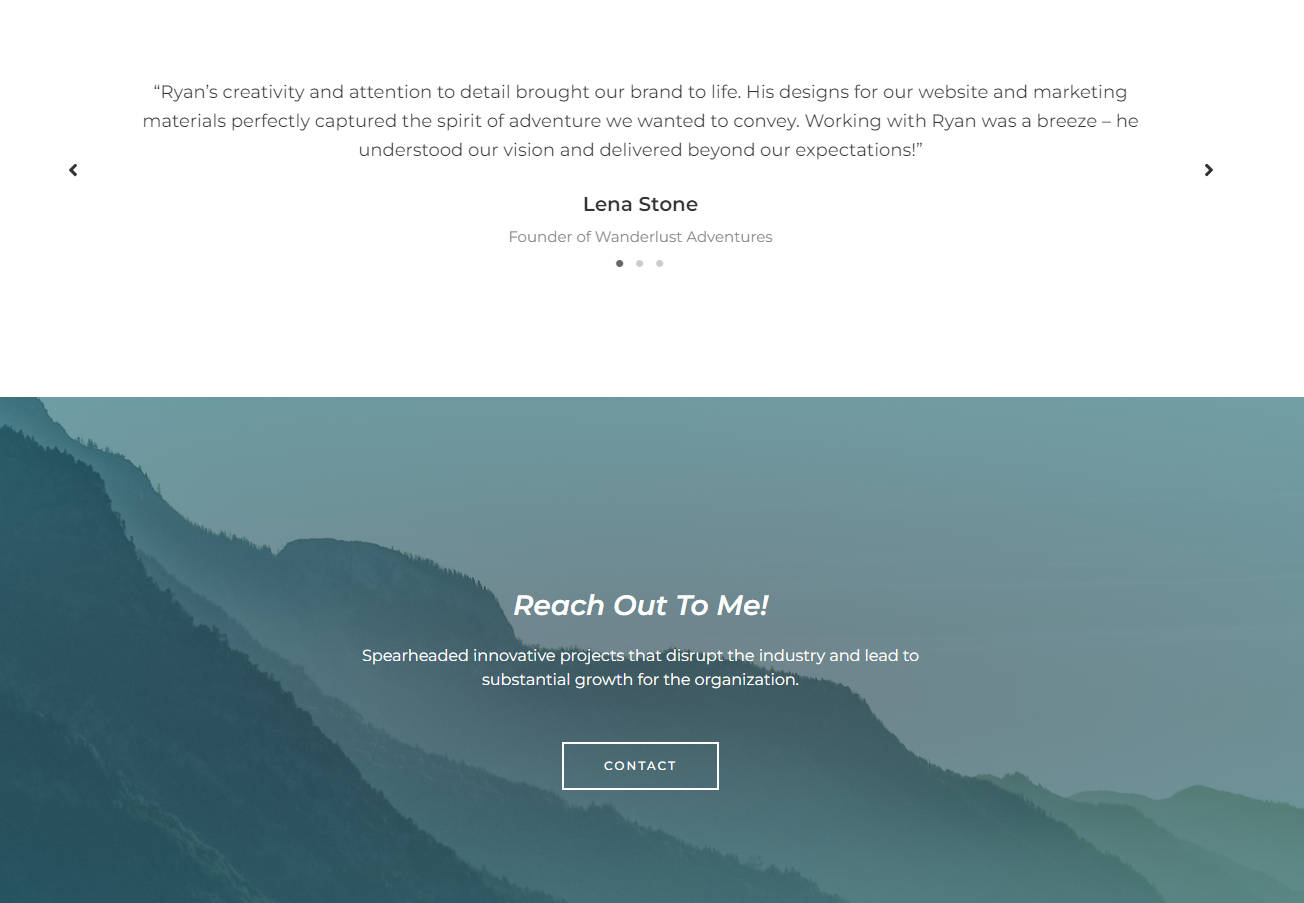 “Ryan’s creativity and attention to detail brought our brand to life. His designs for our website and marketing
materials perfectly captured the spirit of adventure we wanted to convey. Working with Ryan was a breeze – he
understood our vision and delivered beyond our expectations!”
Lena Stone
Founder of Wanderlust Adventures
Reach Out To Me!
Spearheaded innovative projects that disrupt the industry and lead to
substantial growth for the organization.
CONTACT